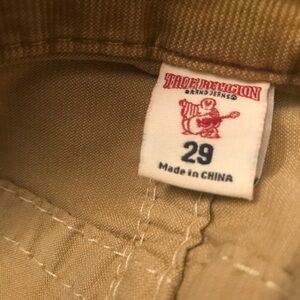 TRUE RELIGION
BRAND JEANS®
29
Made in CHINA